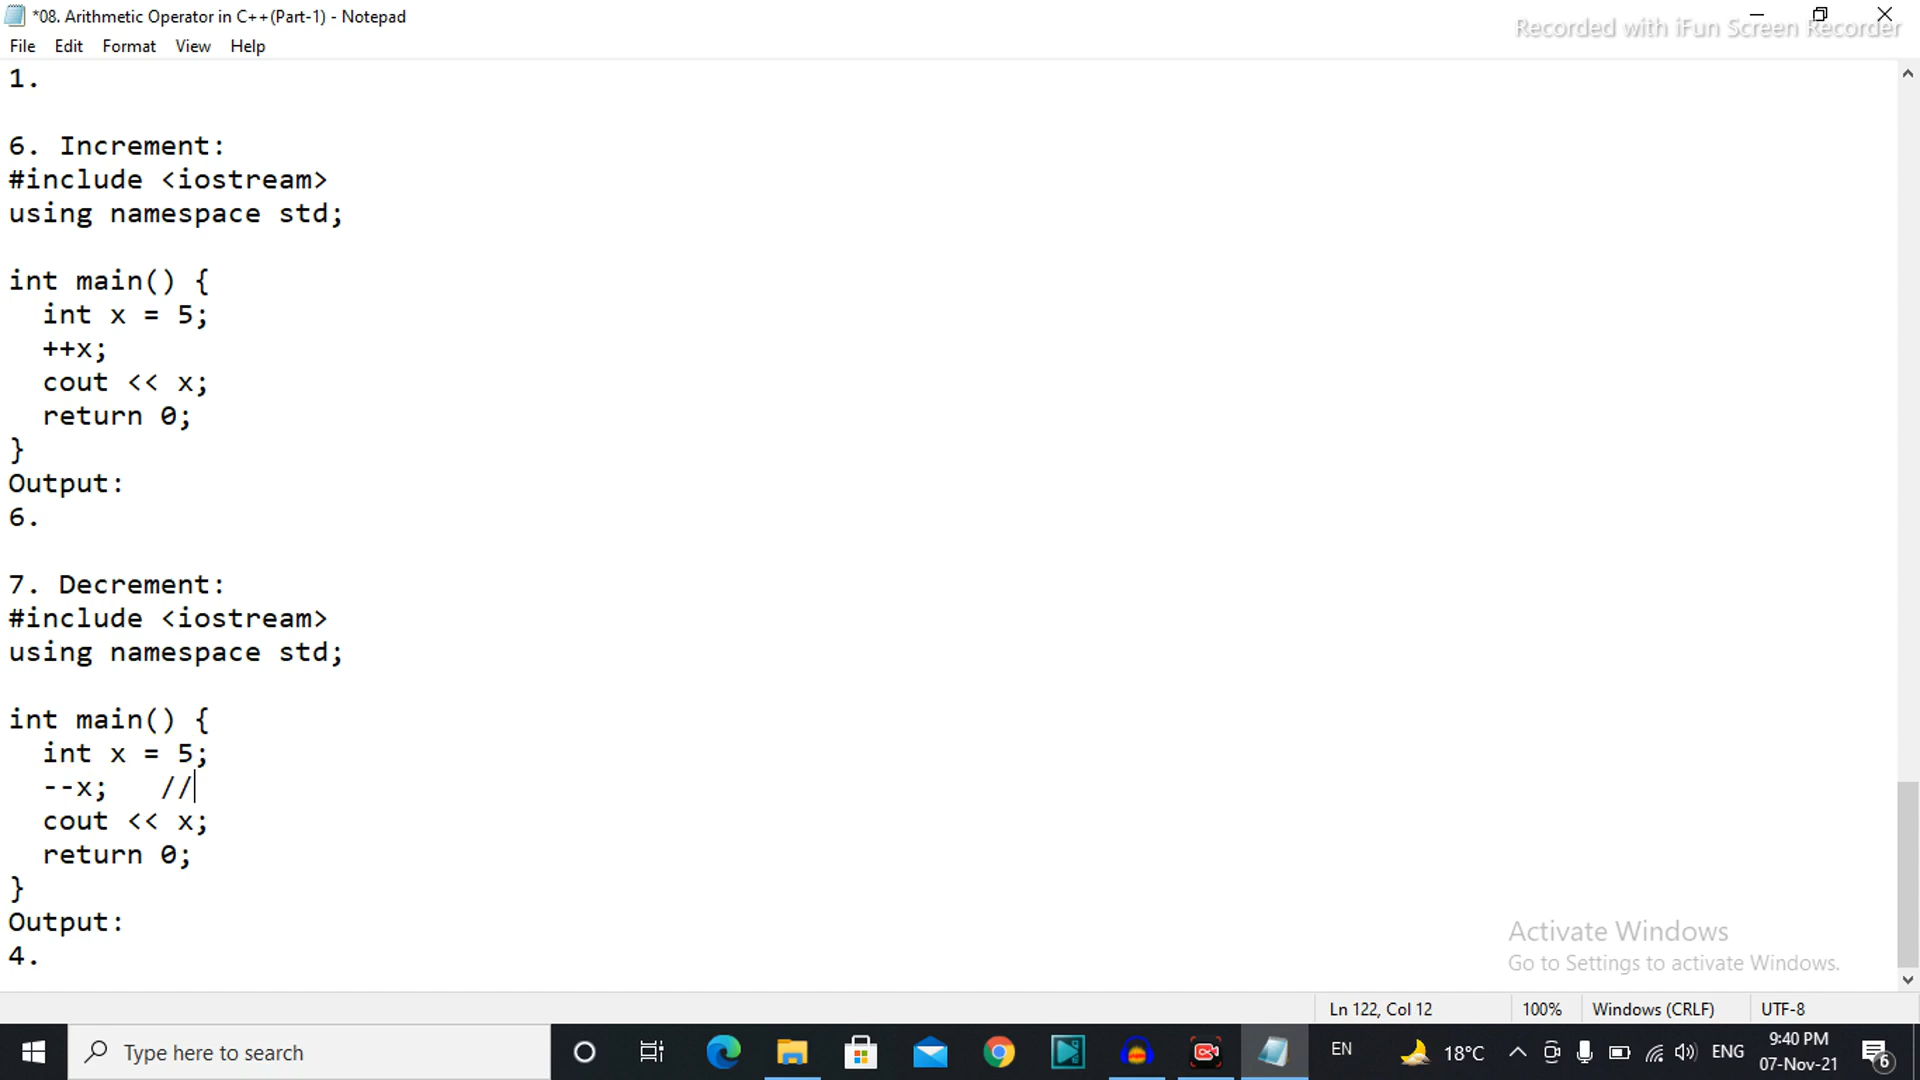 *08. Arithmetic Operator in C++(Part-1) - Notepad
Recorded with iFun Screen Recorder
File Edit Format View Help
1.
6. Increment:
#include <iostream>
using namespace std;
int main() {
int x = 5;
++x;
cout << x;
return 0;
}
Output:
6.
7. Decrement:
#include <iostream>
using namespace std;
int main() {
int x = 5;
--x; //
cout << x;
return 0;
}
Output:
4.
Activate Windows
Go to Settings to activate Windows.
Ln 122, Col 12 100% Windows (CRLF) UTF-8
Type here to search
EN 18°C ENG
9:40 PM
07-Nov-21
6